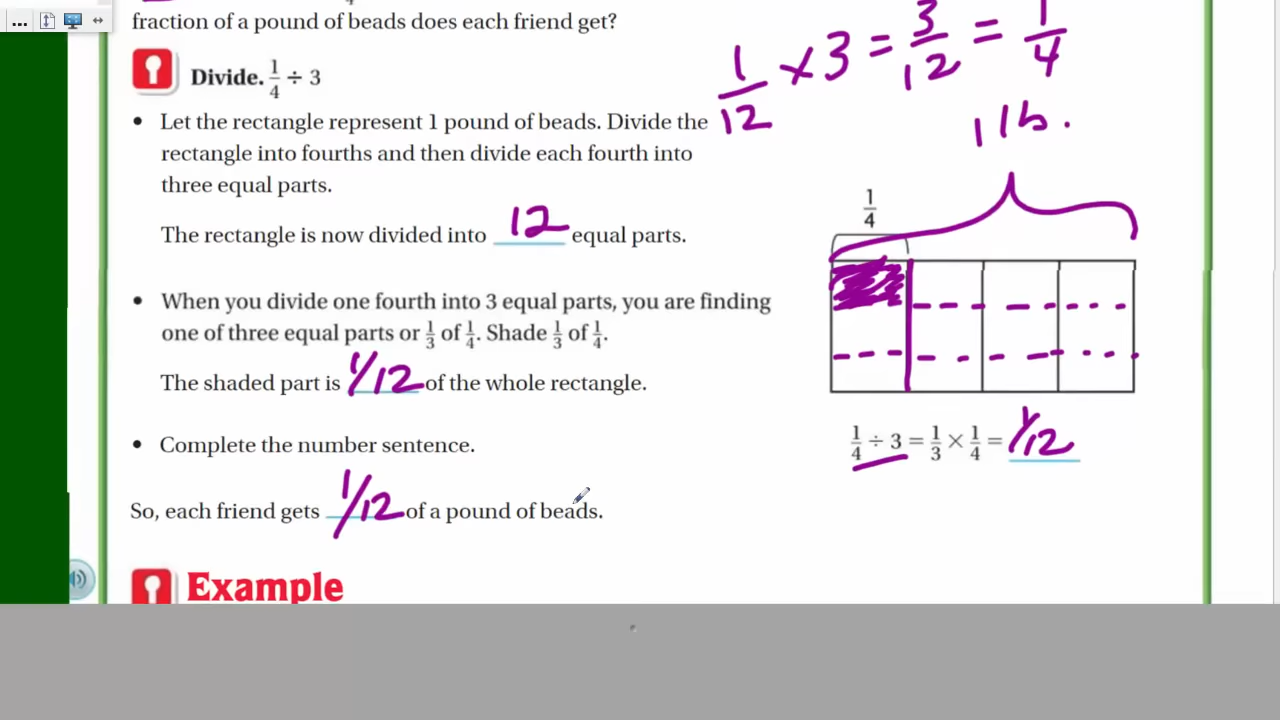 fraction of a pound of beads does each friend get?
Divide. 1/4 ÷ 3
1/12 × 3 = 3/12 = 1/4
• Let the rectangle represent 1 pound of beads. Divide the
rectangle into fourths and then divide each fourth into
three equal parts.
The rectangle is now divided into 12 equal parts.
1 lb.
1/4
• When you divide one fourth into 3 equal parts, you are finding
one of three equal parts or 1/3 of 1/4. Shade 1/3 of 1/4.
The shaded part is 1/12 of the whole rectangle.
• Complete the number sentence.
1/4 ÷ 3 = 1/3 × 1/4 = 1/12
So, each friend gets 1/12 of a pound of beads.
Example